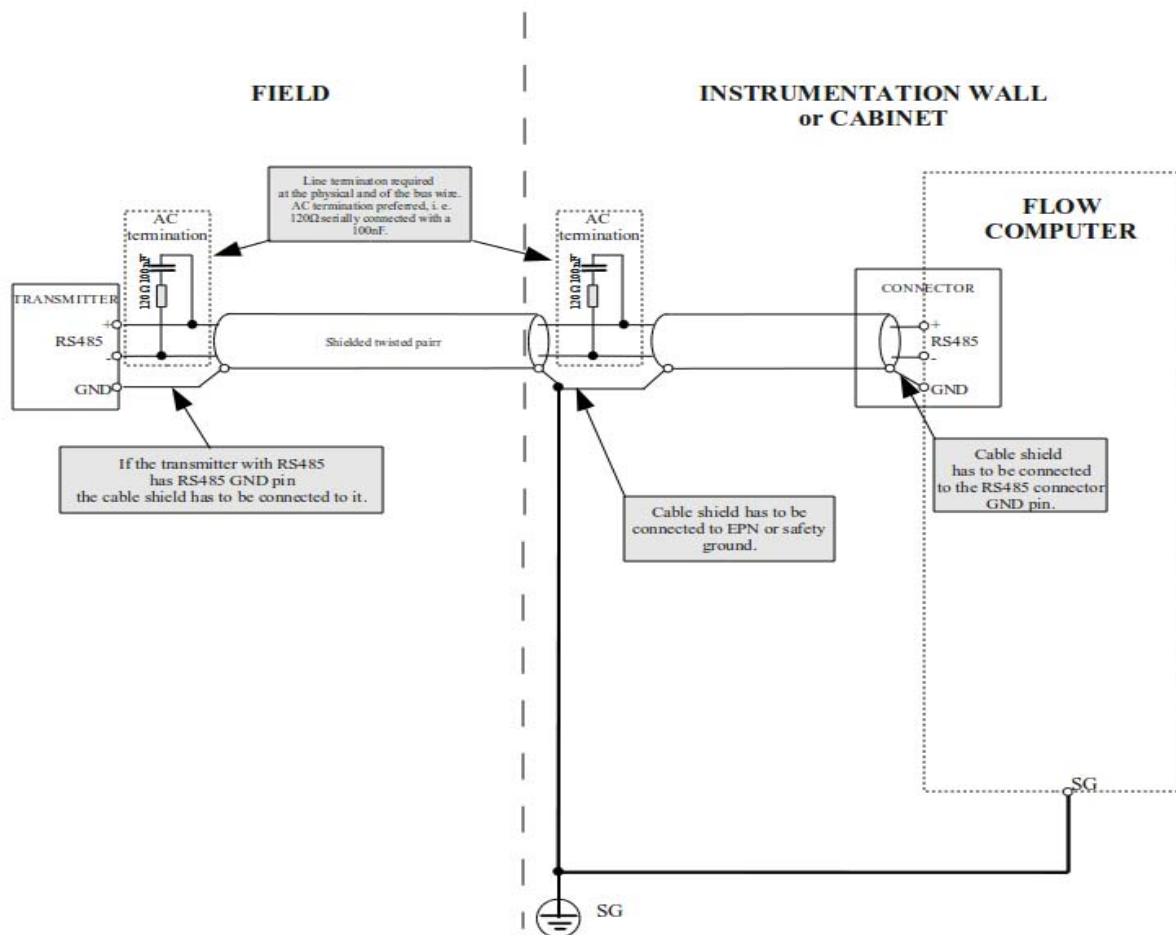 FIELD
INSTRUMENTATION WALL
or CABINET
Line termination required
at the physical and of the bus wire.
AC termination preferred, i. e.
120Ω serially connected with a
100nF.
AC
termination
120Ω 100nF
AC
termination
120Ω 100nF
FLOW
COMPUTER
TRANSMITTER
+
RS485
-
GND
Shielded twisted pairr
CONNECTOR
+
RS485
-
GND
If the transmitter with RS485
has RS485 GND pin
the cable shield has to be connected to it.
Cable shield has to be
connected to EPN or safety
ground.
Cable shield
has to be connected
to the RS485 connector
GND pin.
SG
SG